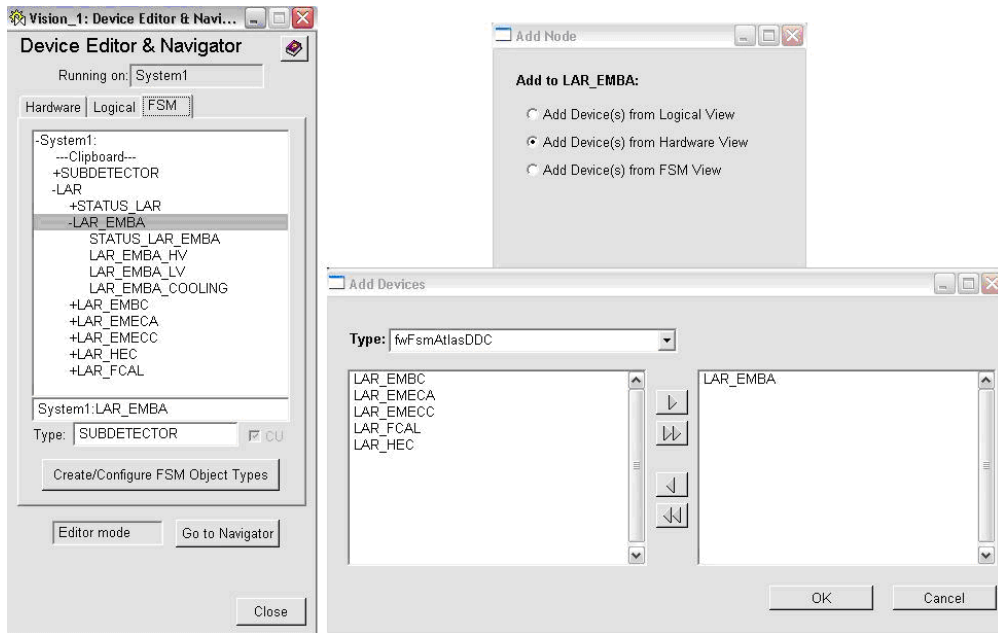 Vision_1: Device Editor & Navi...
Device Editor & Navigator
Running on: System1
Hardware Logical FSM
-System1:
---Clipboard---
+SUBDETECTOR
-LAR
+STATUS_LAR
-LAR_EMBA
STATUS_LAR_EMBA
LAR_EMBA_HV
LAR_EMBA_LV
LAR_EMBA_COOLING
+LAR_EMBC
+LAR_EMECA
+LAR_EMECC
+LAR_HEC
+LAR_FCAL
System1:LAR_EMBA
Type: SUBDETECTOR CU
Create/Configure FSM Object Types
Editor mode Go to Navigator
Close
Add Node
Add to LAR_EMBA:
Add Device(s) from Logical View
Add Device(s) from Hardware View
Add Device(s) from FSM View
Add Devices
Type: fwFsmAtlasDDC
LAR_EMBC
LAR_EMECA
LAR_EMECC
LAR_FCAL
LAR_HEC
LAR_EMBA
OK Cancel